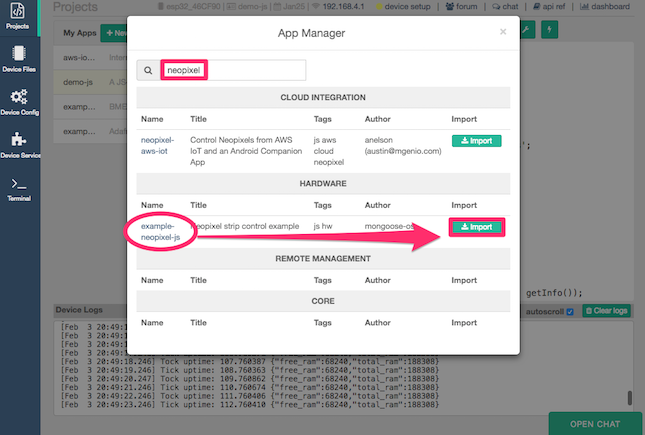 Projects
esp32_46CF90 | demo-js | Jan25 | 192.168.4.1
device setup | forum | chat | api ref | dashboard
Projects
Device Files
Device Config
Device Service
Terminal
My Apps
New
aws-io...
Intern
demo-js
A JS
examp...
BME
examp...
Adaf
App Manager
×
neopixel
CLOUD INTEGRATION
Name Title Tags Author Import
neopixel-aws-iot Control Neopixels from AWS IoT and an Android Companion App js aws cloud neopixel anelson (austin@mgenio.com) Import
HARDWARE
Name Title Tags Author Import
example-neopixel-js Neopixel strip control example js hw mongoose-os Import
REMOTE MANAGEMENT
Name Title Tags Author Import
CORE
Name Title Tags Author Import
';
getInfo());
Device Logs
autoscroll
Clear logs
[Feb 3 20:49:1
[Feb 3 20:49:1
[Feb 3 20:49:1
[Feb 3 20:49:18.246] Tick uptime: 107.760387 {"free_ram":68240,"total_ram":188308}
[Feb 3 20:49:19.246] Tick uptime: 108.760363 {"free_ram":68240,"total_ram":188308}
[Feb 3 20:49:20.247] Tick uptime: 109.760862 {"free_ram":68240,"total_ram":188308}
[Feb 3 20:49:21.246] Tick uptime: 110.760674 {"free_ram":68240,"total_ram":188308}
[Feb 3 20:49:22.246] Tick uptime: 111.760406 {"free_ram":68240,"total_ram":188308}
[Feb 3 20:49:23.246] Tick uptime: 112.760410 {"free_ram":68240,"total_ram":188308}
OPEN CHAT